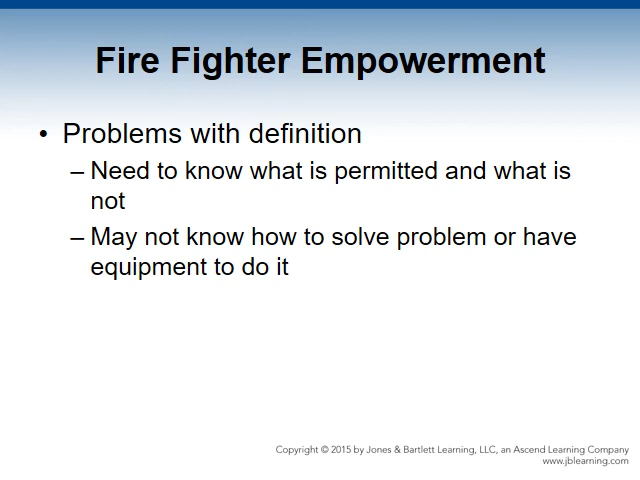 Fire Fighter Empowerment
• Problems with definition
– Need to know what is permitted and what is
not
– May not know how to solve problem or have
equipment to do it
Copyright © 2015 by Jones & Bartlett Learning, LLC, an Ascend Learning Company
www.jblearning.com